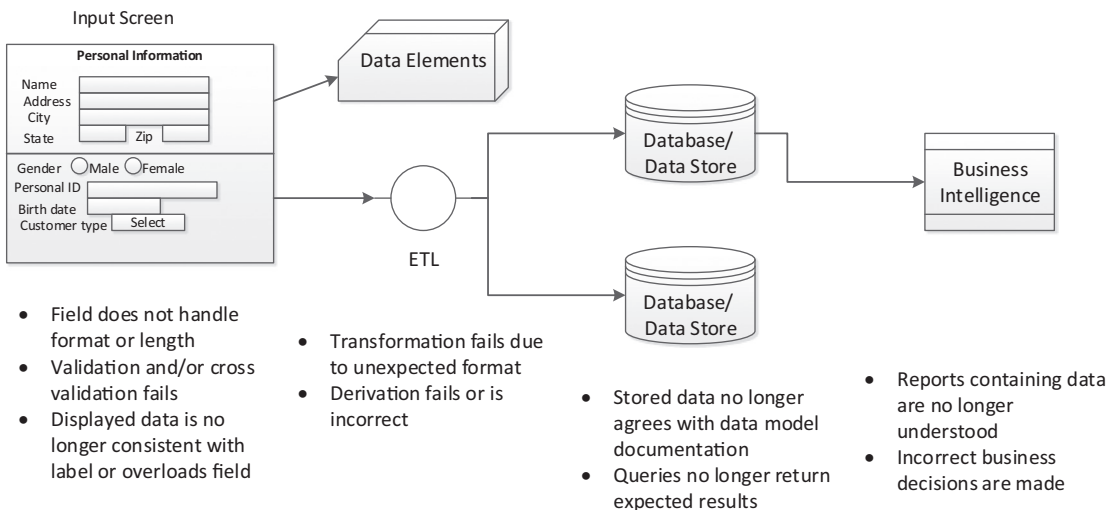 Input Screen
Personal Information
Name
Address
City
State Zip
Gender Male Female
Personal ID
Birth date
Customer type Select
Data Elements
ETL
Database/
Data Store
Database/
Data Store
Business
Intelligence
• Field does not handle
format or length
• Validation and/or cross
validation fails
• Displayed data is no
longer consistent with
label or overloads field
• Transformation fails due
to unexpected format
• Derivation fails or is
incorrect
• Stored data no longer
agrees with data model
documentation
• Queries no longer return
expected results
• Reports containing data
are no longer
understood
• Incorrect business
decisions are made